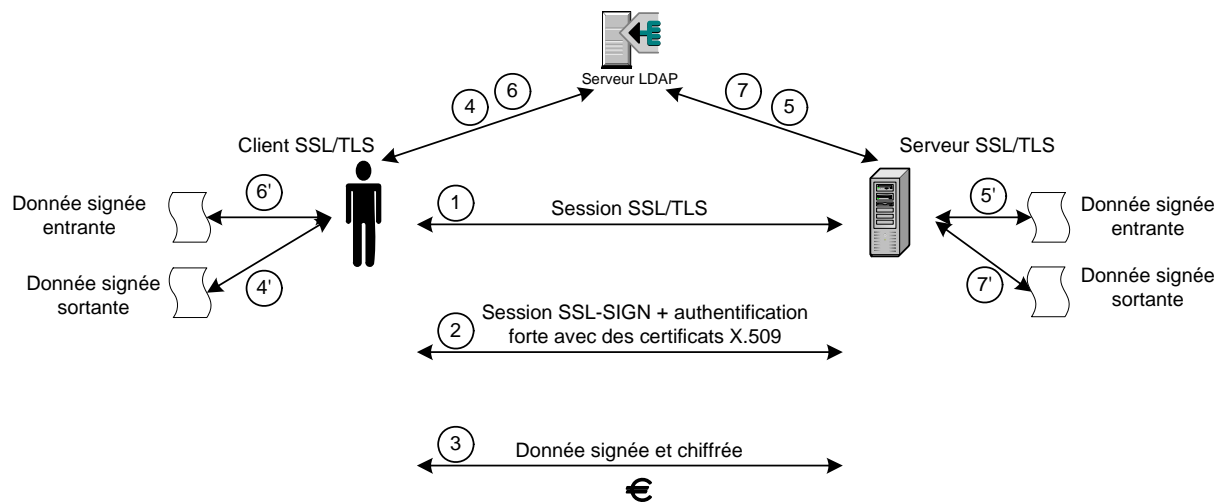 Serveur LDAP
4
6
7
5
Client SSL/TLS
Serveur SSL/TLS
6'
Donnée signée
entrante
1
Session SSL/TLS
5'
Donnée signée
entrante
Donnée signée
sortante
4'
7'
Donnée signée
sortante
Session SSL-SIGN + authentification
forte avec des certificats X.509
2
3
Donnée signée et chiffrée
€